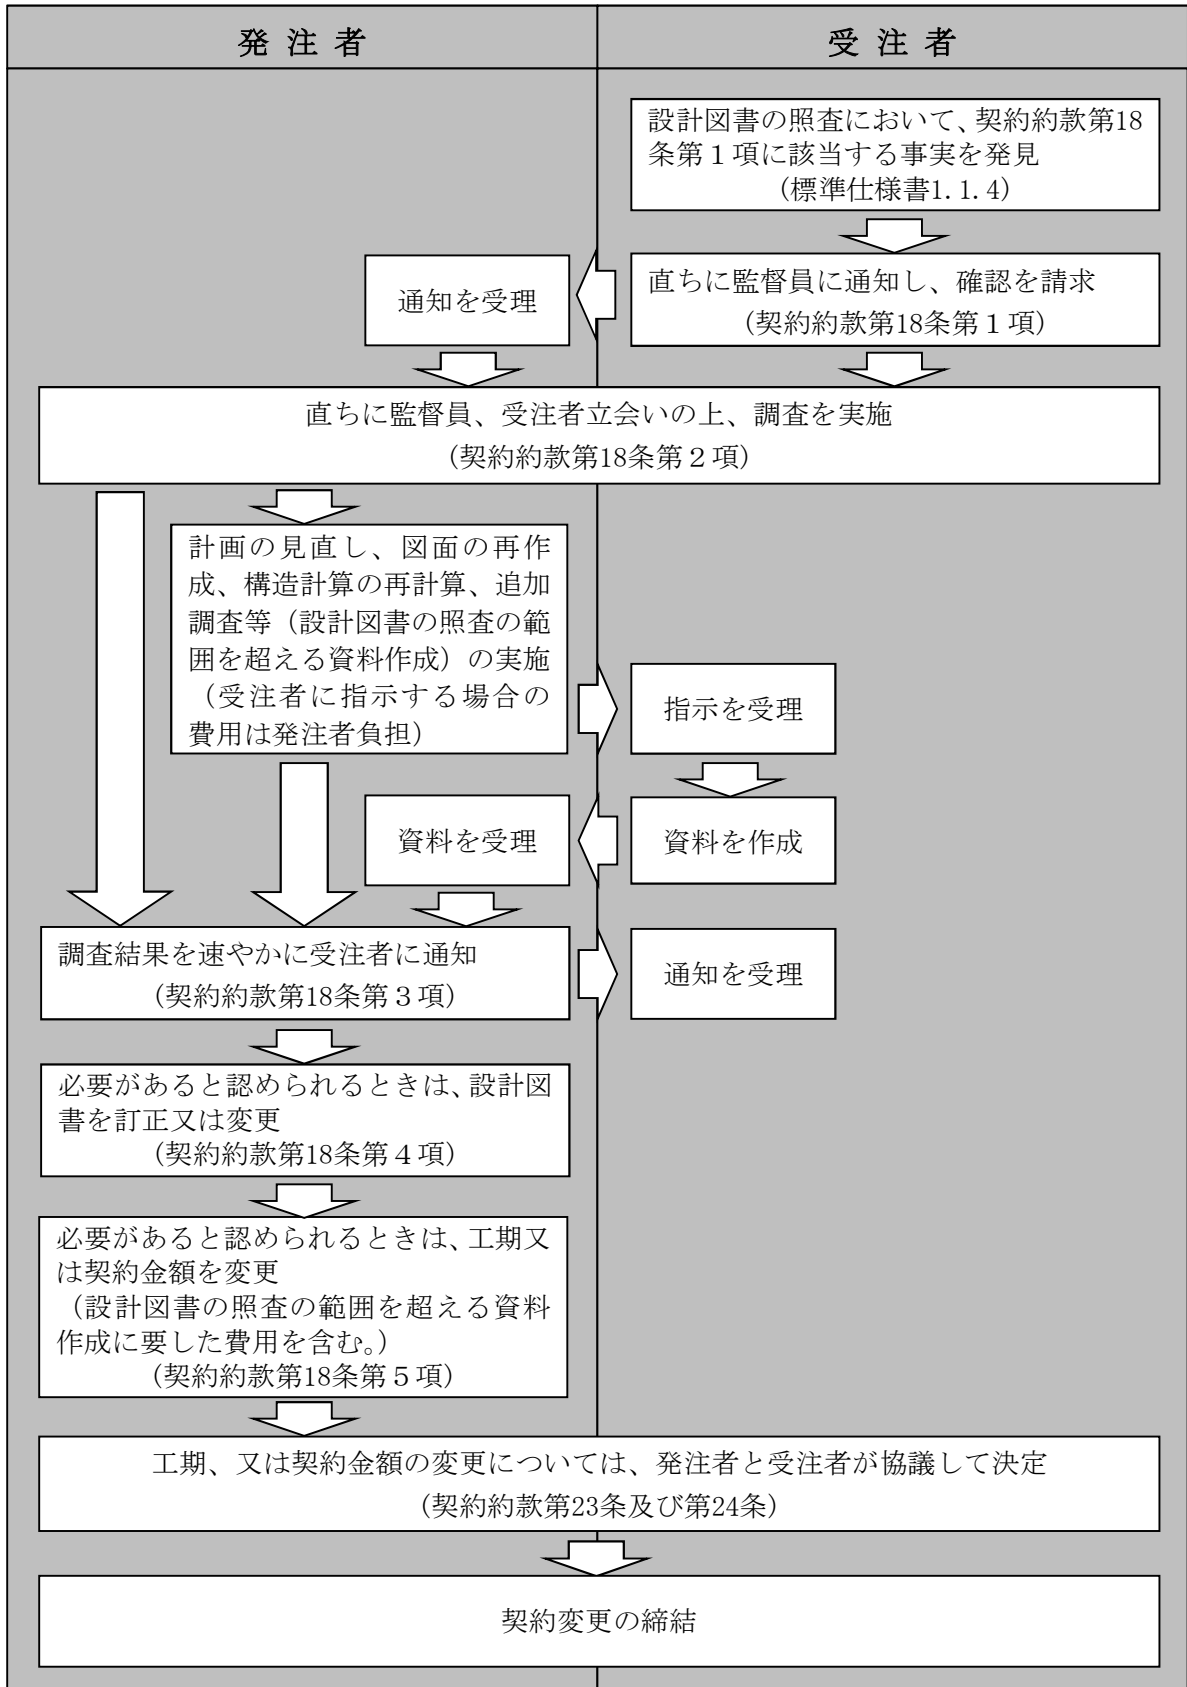 発 注 者
受 注 者
設計図書の照査において、契約約款第18
条第１項に該当する事実を発見
（標準仕様書1.1.4）
直ちに監督員に通知し、確認を請求
（契約約款第18条第１項）
通知を受理
直ちに監督員、受注者立会いの上、調査を実施
（契約約款第18条第２項）
計画の見直し、図面の再作
成、構造計算の再計算、追加
調査等（設計図書の照査の範
囲を超える資料作成）の実施
（受注者に指示する場合の
費用は発注者負担）
指示を受理
資料を作成
資料を受理
調査結果を速やかに受注者に通知
（契約約款第18条第３項）
通知を受理
必要があると認められるときは、設計図
書を訂正又は変更
（契約約款第18条第４項）
必要があると認められるときは、工期又
は契約金額を変更
（設計図書の照査の範囲を超える資料
作成に要した費用を含む。）
（契約約款第18条第５項）
工期、又は契約金額の変更については、発注者と受注者が協議して決定
（契約約款第23条及び第24条）
契約変更の締結